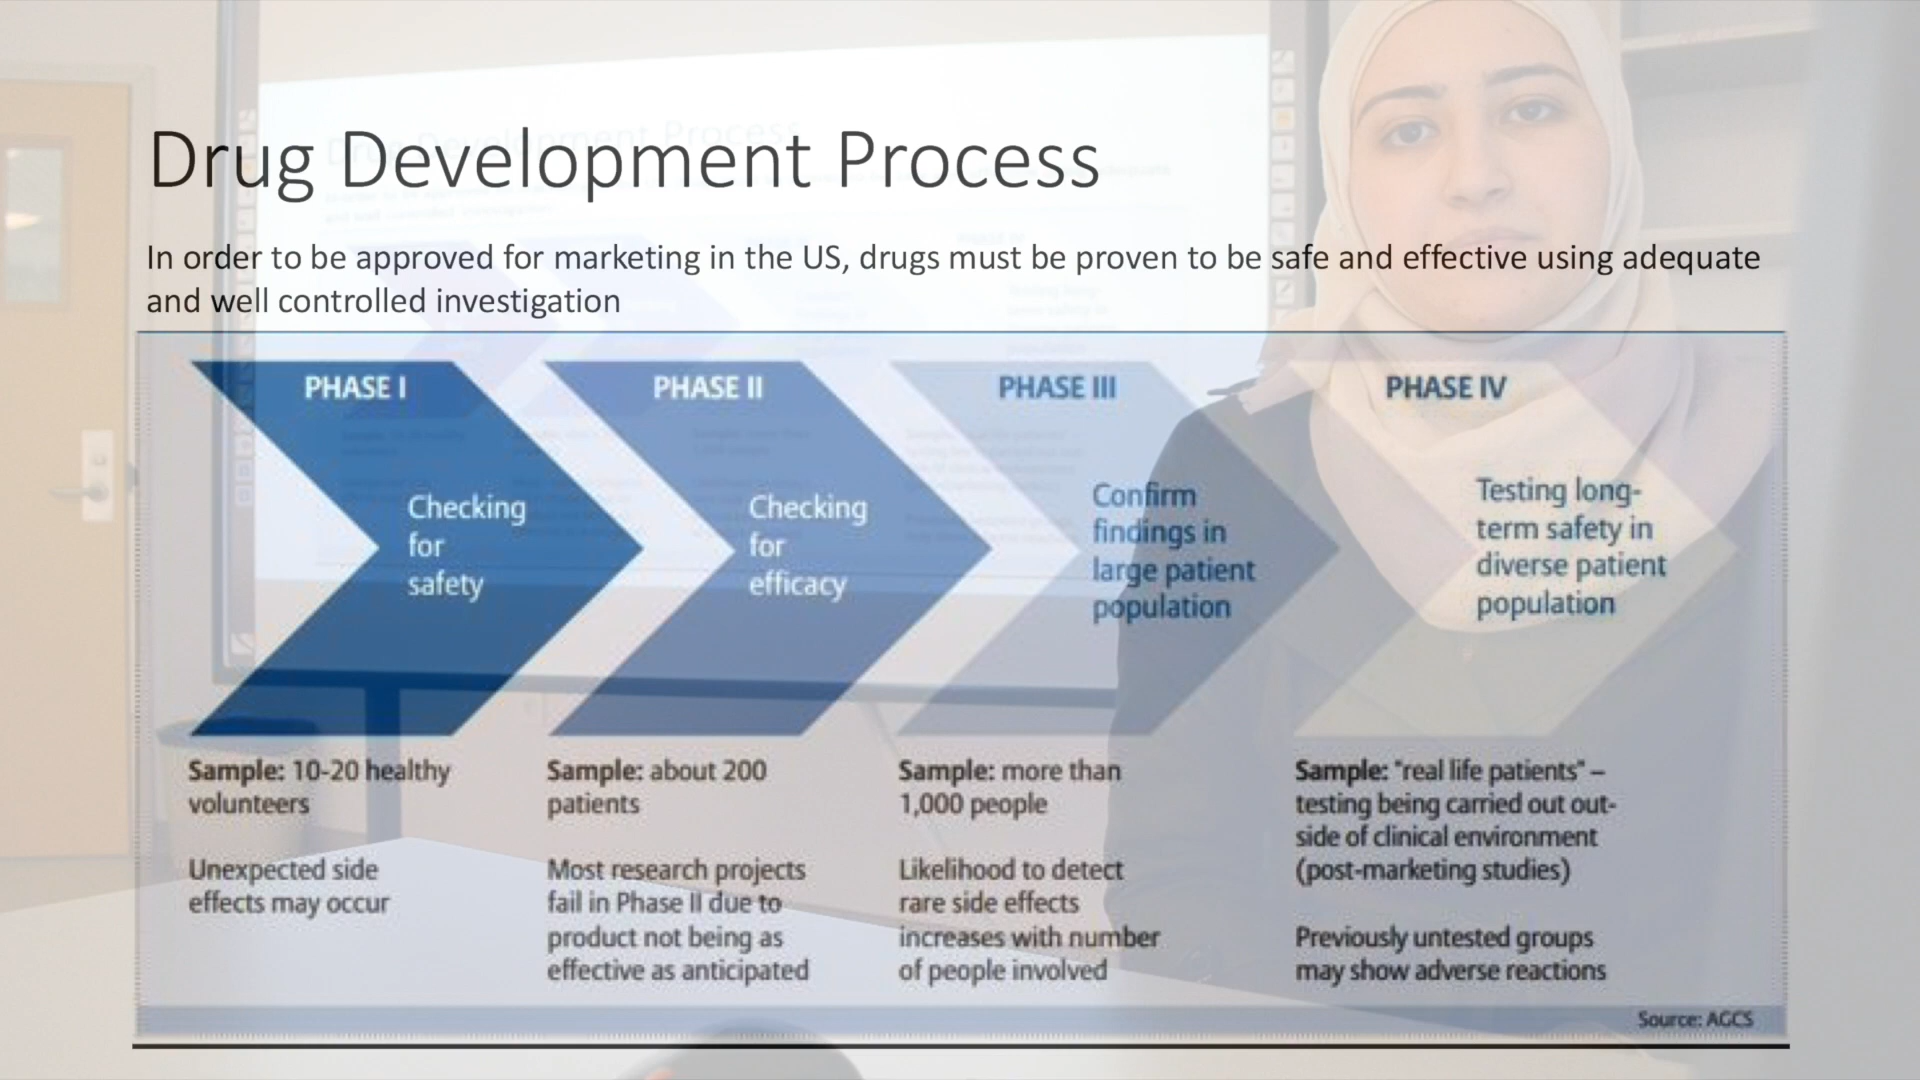 Drug Development Process
In order to be approved for marketing in the US, drugs must be proven to be safe and effective using adequate
and well controlled investigation
PHASE I
Checking
for
safety
Sample: 10-20 healthy
volunteers
Unexpected side
effects may occur
PHASE II
Checking
for
efficacy
Sample: about 200
patients
Most research projects
fail in Phase II due to
product not being as
effective as anticipated
PHASE III
Confirm
findings in
large patient
population
Sample: more than
1,000 people
Likelihood to detect
rare side effects
increases with number
of people involved
PHASE IV
Testing long-
term safety in
diverse patient
population
Sample: "real life patients" –
testing being carried out out-
side of clinical environment
(post-marketing studies)
Previously untested groups
may show adverse reactions
Source: AGCS